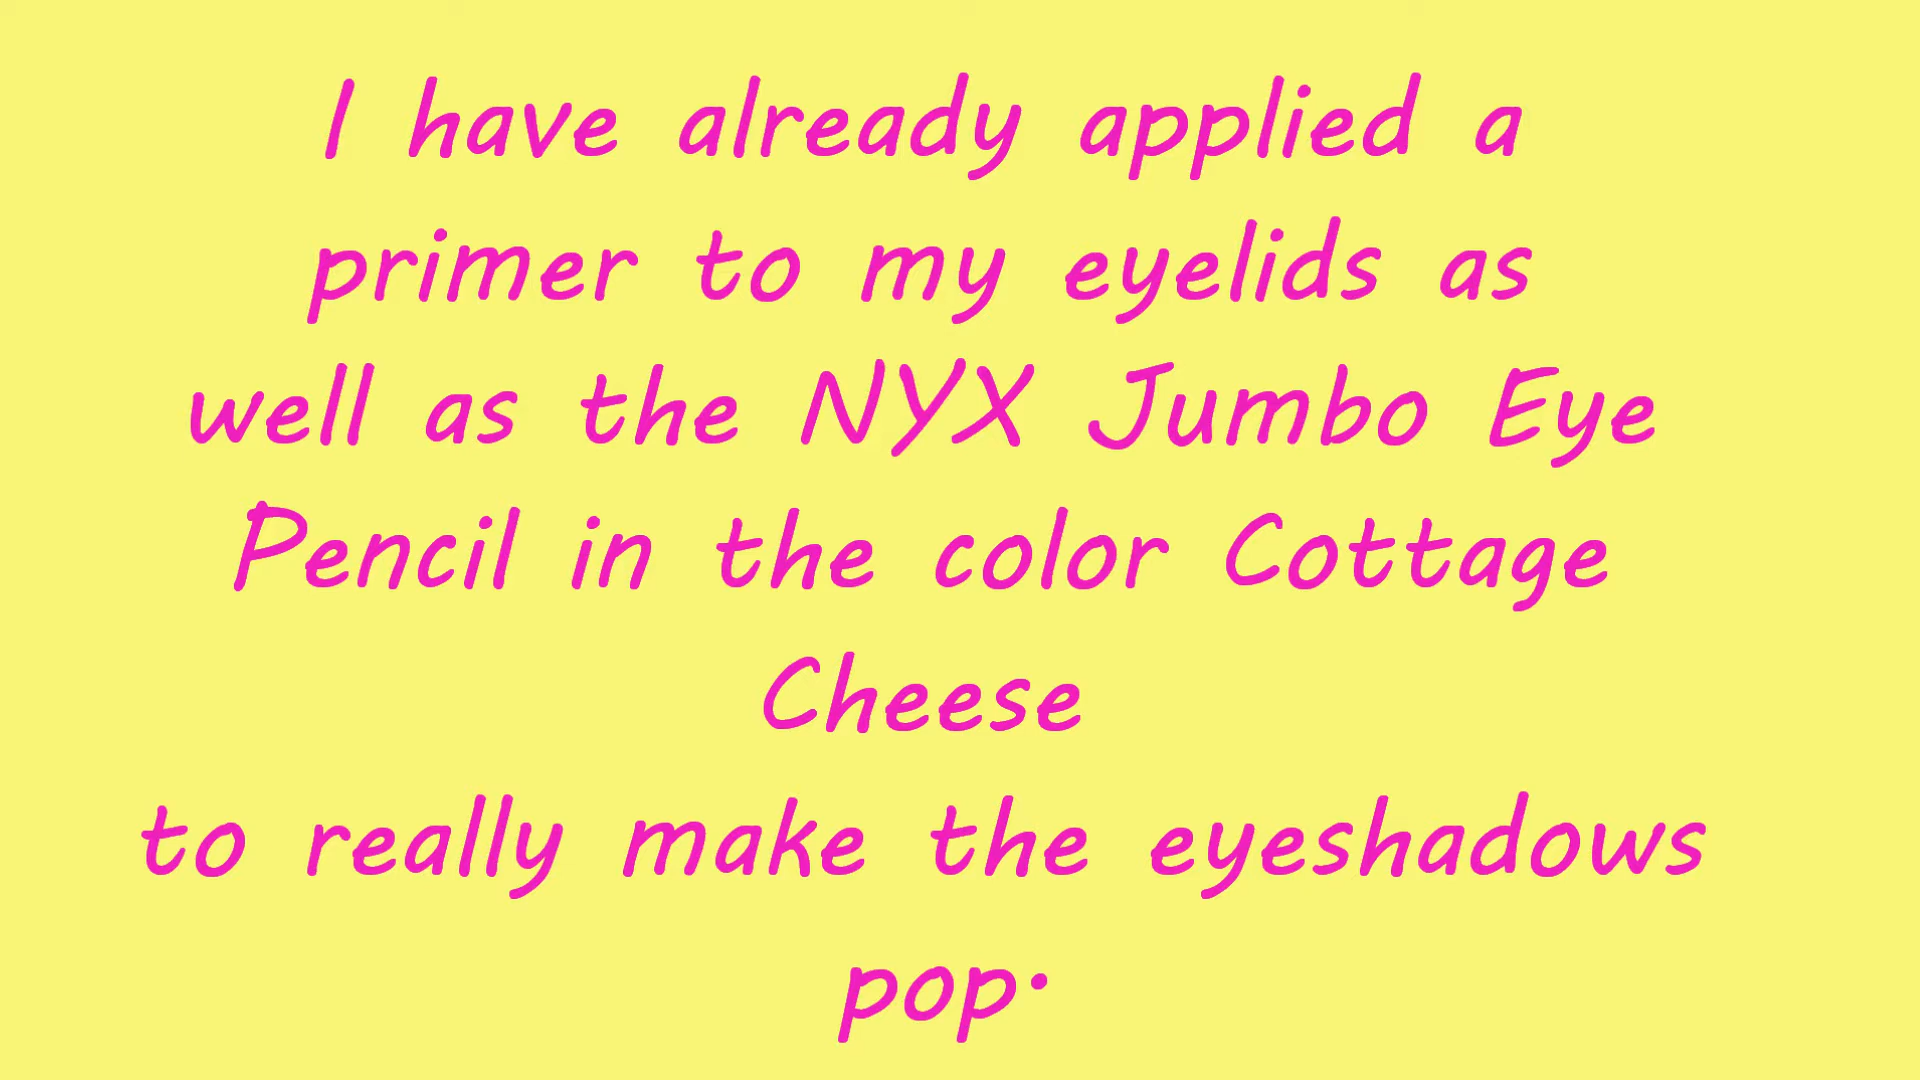 I have already applied a
primer to my eyelids as
well as the NYX Jumbo Eye
Pencil in the color Cottage
Cheese
to really make the eyeshadows
pop.